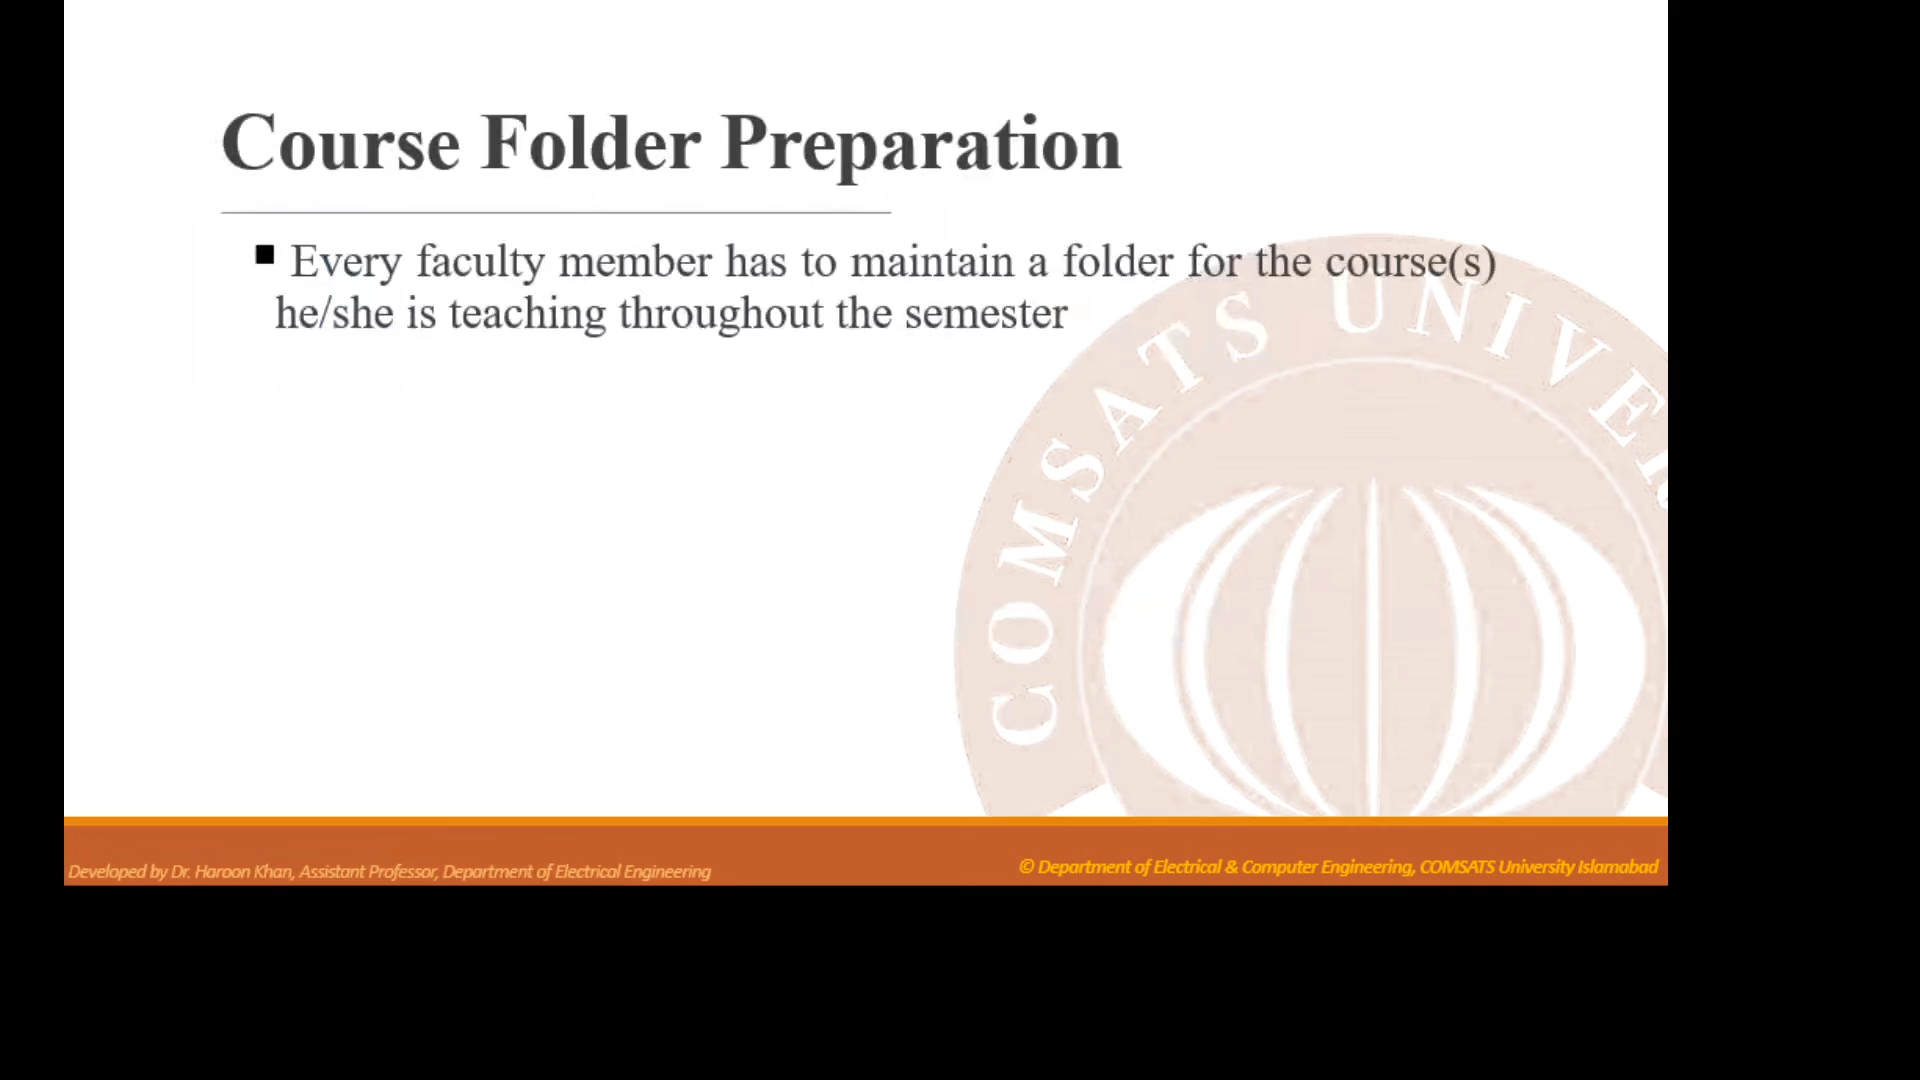 Course Folder Preparation
■ Every faculty member has to maintain a folder for the course(s)
he/she is teaching throughout the semester
COMSATS UNIVER
Developed by Dr. Haroon Khan, Assistant Professor, Department of Electrical Engineering
© Department of Electrical & Computer Engineering, COMSATS University Islamabad